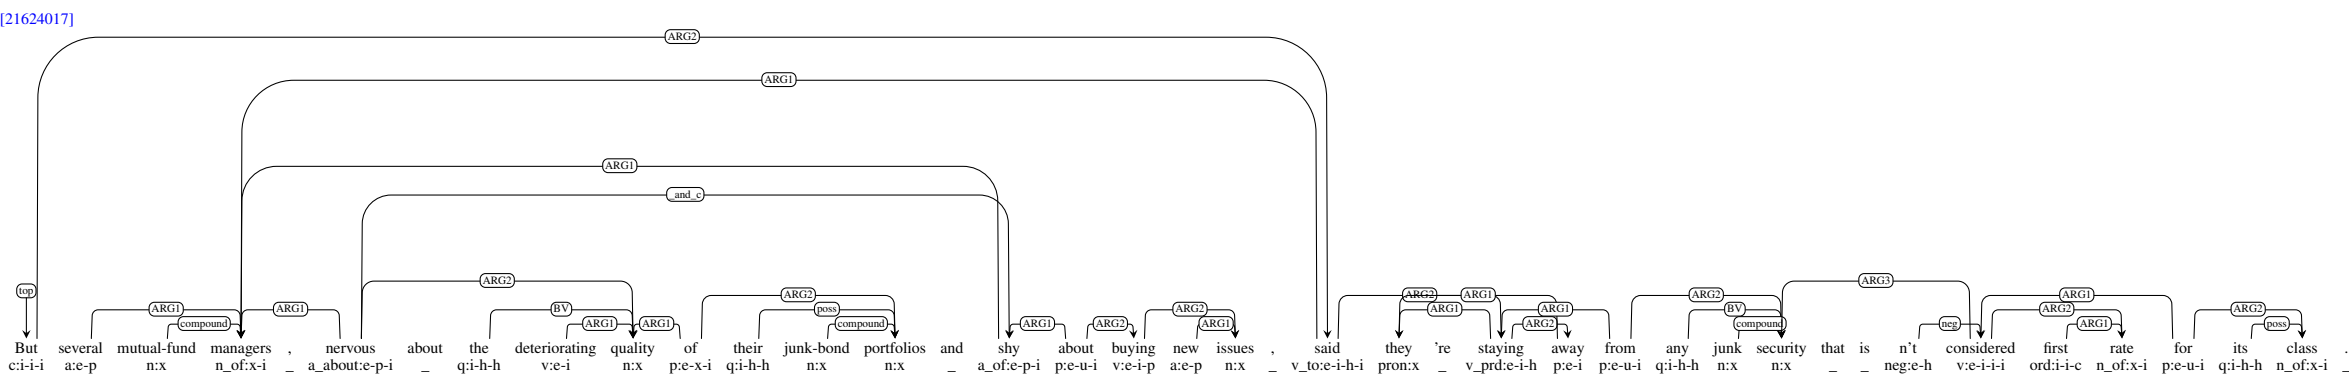 [21624017]
ARG2
ARG1
ARG1
_and_c
top ARG2 ARG3
ARG2 ARG1 ARG2
ARG1 ARG1 BV poss ARG2 ARG1 ARG1 BV ARG1 ARG2
compound ARG1 ARG1 compound ARG1 ARG2 ARG1 ARG2 compound neg ARG2 ARG1 poss
But several mutual-fund managers , nervous about the deteriorating quality of their junk-bond portfolios and shy about buying new issues , said they 're staying away from any junk security that is n't considered first rate for its class .
c:i-i-i a:e-p n:x n_of:x-i _ a_about:e-p-i _ q:i-h-h v:e-i n:x p:e-x-i q:i-h-h n:x n:x _ a_of:e-p-i p:e-u-i v:e-i-p a:e-p n:x _ v_to:e-i-h-i pron:x _ v_prd:e-i-h p:e-i p:e-u-i q:i-h-h n:x n:x _ _ neg:e-h v:e-i-i-i ord:i-i-c n_of:x-i p:e-u-i q:i-h-h n_of:x-i _